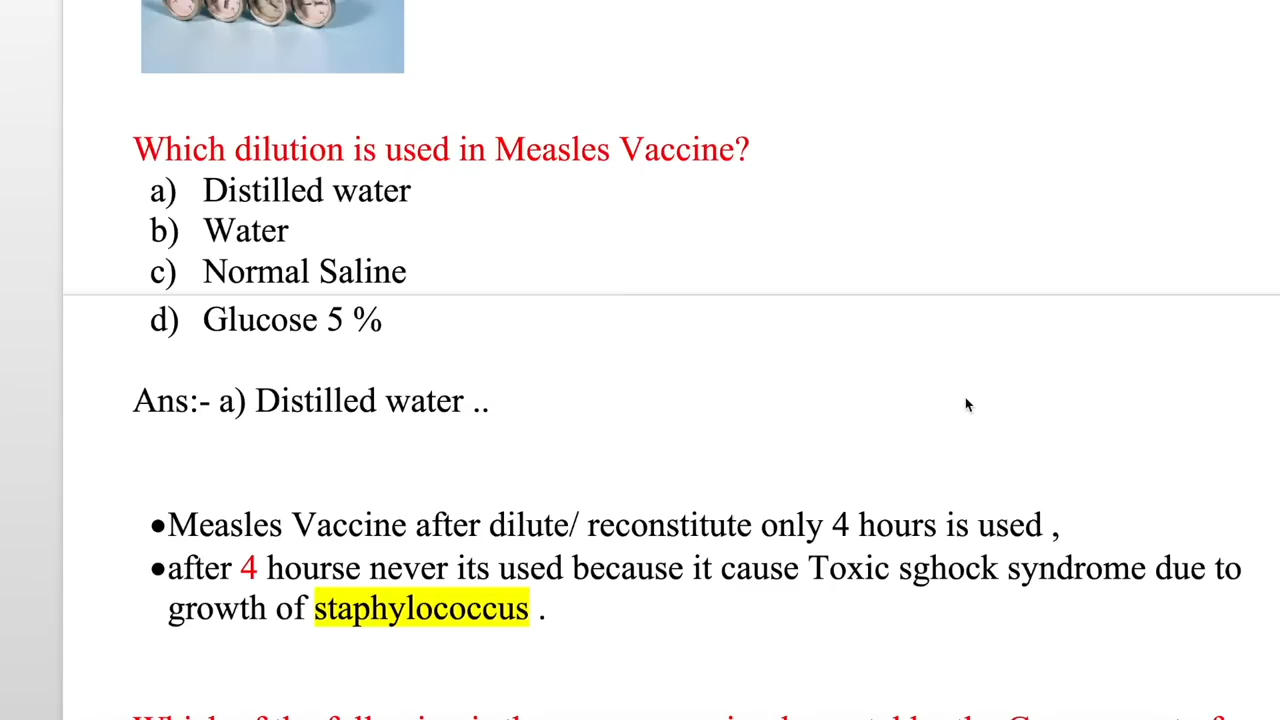 Which dilution is used in Measles Vaccine?
a) Distilled water
b) Water
c) Normal Saline
d) Glucose 5 %
Ans:- a) Distilled water ..
•Measles Vaccine after dilute/ reconstitute only 4 hours is used ,
•after 4 hourse never its used because it cause Toxic sghock syndrome due to
growth of staphylococcus .